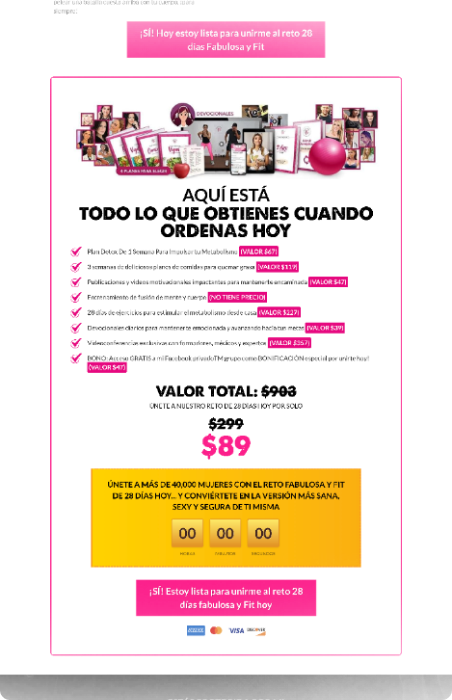 siempre!
¡SÍ! Hoy estoy lista para unirme al reto 28
días Fabulosa y Fit
DEVOCIONALES
AQUÍ ESTÁ
TODO LO QUE OBTIENES CUANDO
ORDENAS HOY
Plan Detox De 1 Semana Para Impulsar tu Metabolismo (VALOR $67)
3 semanas de deliciosos planes de comidas para quemar grasa (VALOR $119)
Publicaciones y videos motivacionales impactantes para mantenerte encaminada (VALOR $47)
Entrenamiento de fusión de mente y cuerpo (NO TIENE PRECIO)
28 días de ejercicios para estimular el metabolismo desde casa (VALOR $227)
Devocionales diarios para mantenerte emocionada y avanzando hacia tus metas (VALOR $39)
Videoconferencias exclusivas con formadores, médicos y expertos (VALOR $357)
BONO: Acceso GRATIS a mi Facebook privadoTM grupo como BONIFICACIÓN especial por unirte hoy!
(VALOR $47)
VALOR TOTAL: $903
ÚNETE A NUESTRO RETO DE 28 DÍAS HOY POR SOLO
$299
$89
ÚNETE A MÁS DE 40,000 MUJERES CON EL RETO FABULOSA Y FIT
DE 28 DÍAS HOY... Y CONVIÉRTETE EN LA VERSIÓN MÁS SANA,
SEXY Y SEGURA DE TI MISMA
00 00 00
HORAS MINUTOS SEGUNDOS
¡SÍ! Estoy lista para unirme al reto 28
días fabulosa y Fit hoy
VISA DISCOVER